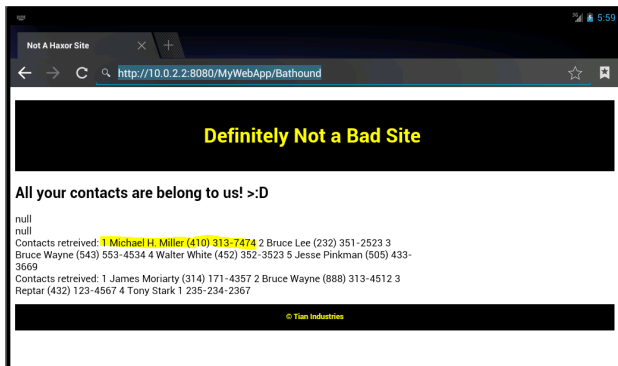 3G 5:59
Not A Haxor Site
http://10.0.2.2:8080/MyWebApp/Bathound
Definitely Not a Bad Site
All your contacts are belong to us! >:D
null
null
Contacts retreived: 1 Michael H. Miller (410) 313-7474 2 Bruce Lee (232) 351-2523 3
Bruce Wayne (543) 553-4534 4 Walter White (452) 352-3523 5 Jesse Pinkman (505) 433-
3669
Contacts retreived: 1 James Moriarty (314) 171-4357 2 Bruce Wayne (888) 313-4512 3
Reptar (432) 123-4567 4 Tony Stark 1 235-234-2367
© Tian Industries